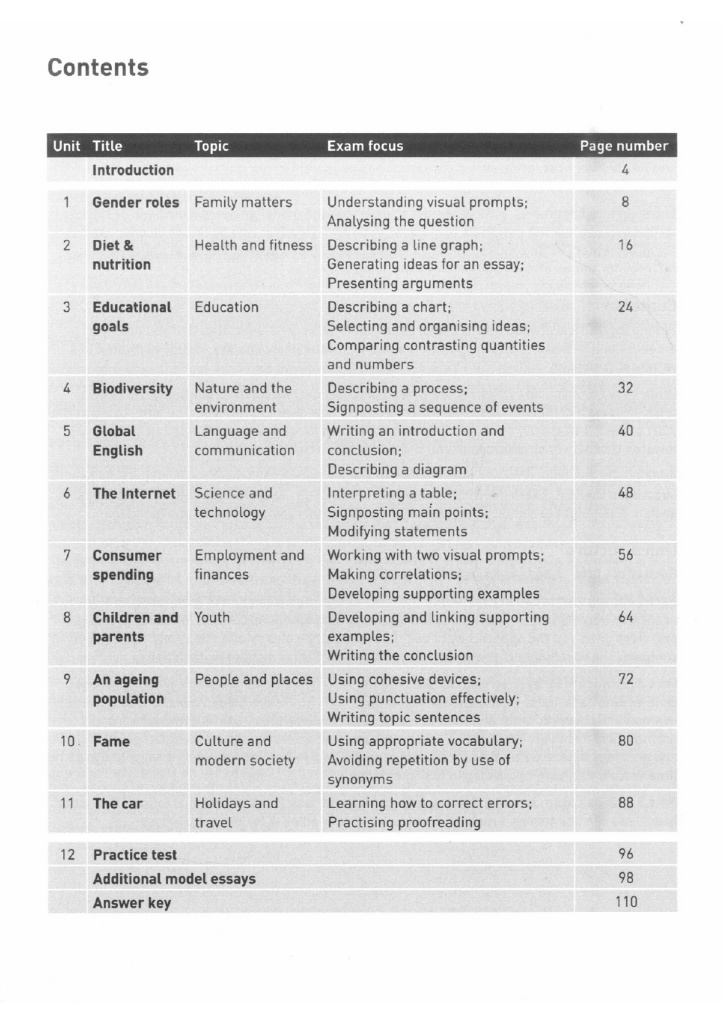 Contents
Unit Title Topic Exam focus Page number
Introduction 4
1 Gender roles Family matters Understanding visual prompts; 8
Analysing the question
2 Diet & Health and fitness Describing a line graph; 16
nutrition Generating ideas for an essay;
Presenting arguments
3 Educational Education Describing a chart; 24
goals Selecting and organising ideas;
Comparing contrasting quantities
and numbers
4 Biodiversity Nature and the Describing a process; 32
environment Signposting a sequence of events
5 Global Language and Writing an introduction and 40
English communication conclusion;
Describing a diagram
6 The Internet Science and Interpreting a table; 48
technology Signposting main points;
Modifying statements
7 Consumer Employment and Working with two visual prompts; 56
spending finances Making correlations;
Developing supporting examples
8 Children and Youth Developing and linking supporting 64
parents examples;
Writing the conclusion
9 An ageing People and places Using cohesive devices; 72
population Using punctuation effectively;
Writing topic sentences
10 Fame Culture and Using appropriate vocabulary; 80
modern society Avoiding repetition by use of
synonyms
11 The car Holidays and Learning how to correct errors; 88
travel Practising proofreading
12 Practice test 96
Additional model essays 98
Answer key 110